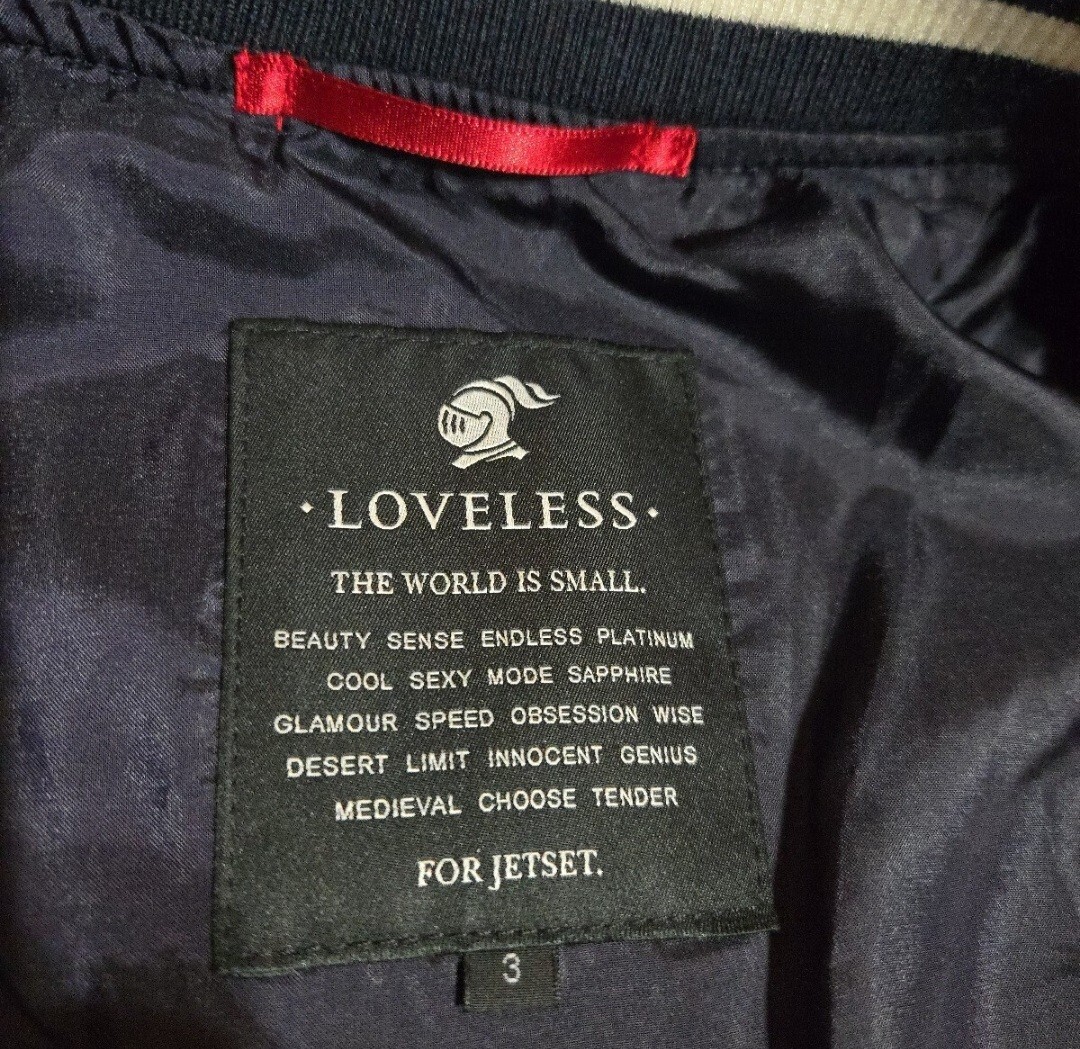 · LOVELESS ·
THE WORLD IS SMALL.
BEAUTY SENSE ENDLESS PLATINUM
COOL SEXY MODE SAPPHIRE
GLAMOUR SPEED OBSESSION WISE
DESERT LIMIT INNOCENT GENIUS
MEDIEVAL CHOOSE TENDER
FOR JETSET.
3